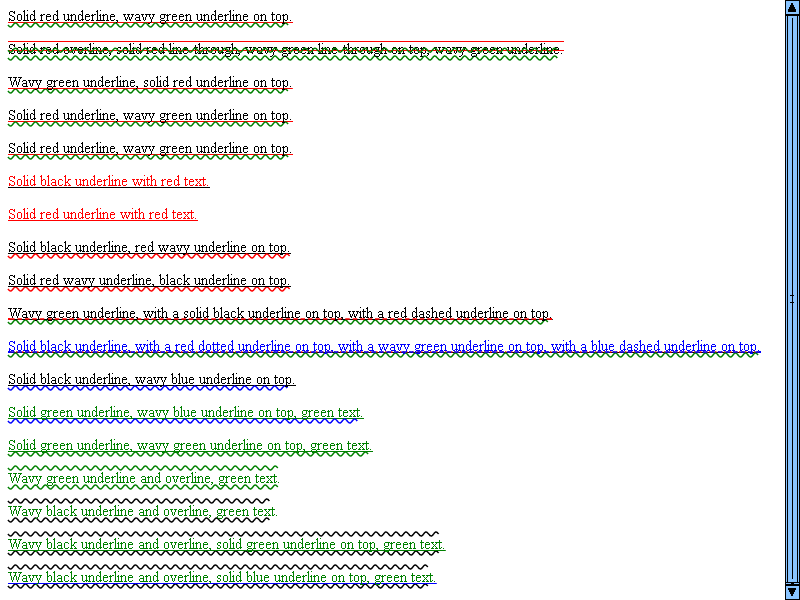 Solid red underline, wavy green underline on top.
Solid red overline, solid red line-through, wavy green line-through on top, wavy green underline.
Wavy green underline, solid red underline on top.
Solid red underline, wavy green underline on top.
Solid red underline, wavy green underline on top.
Solid black underline with red text.
Solid red underline with red text.
Solid black underline, red wavy underline on top.
Solid red wavy underline, black underline on top.
Wavy green underline, with a solid black underline on top, with a red dashed underline on top.
Solid black underline, with a red dotted underline on top, with a wavy green underline on top, with a blue dashed underline on top.
Solid black underline, wavy blue underline on top.
Solid green underline, wavy blue underline on top, green text.
Solid green underline, wavy green underline on top, green text.
Wavy green underline and overline, green text.
Wavy black underline and overline, green text.
Wavy black underline and overline, solid green underline on top, green text.
Wavy black underline and overline, solid blue underline on top, green text.